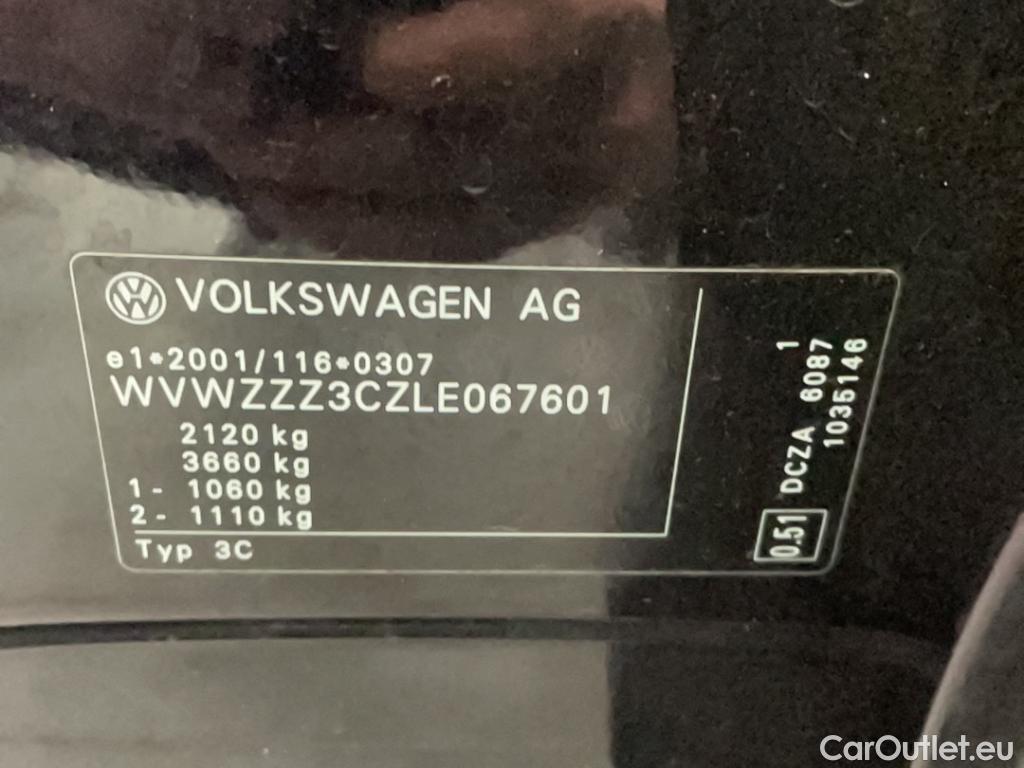 VOLKSWAGEN AG
e1*2001/116*0307
WVWZZZ3CZLE067601
2120 kg
3660 kg
1- 1060 kg
2- 1110 kg
Typ 3C
0.51
DCZA 6087 1
1035146
CarOutlet.eu